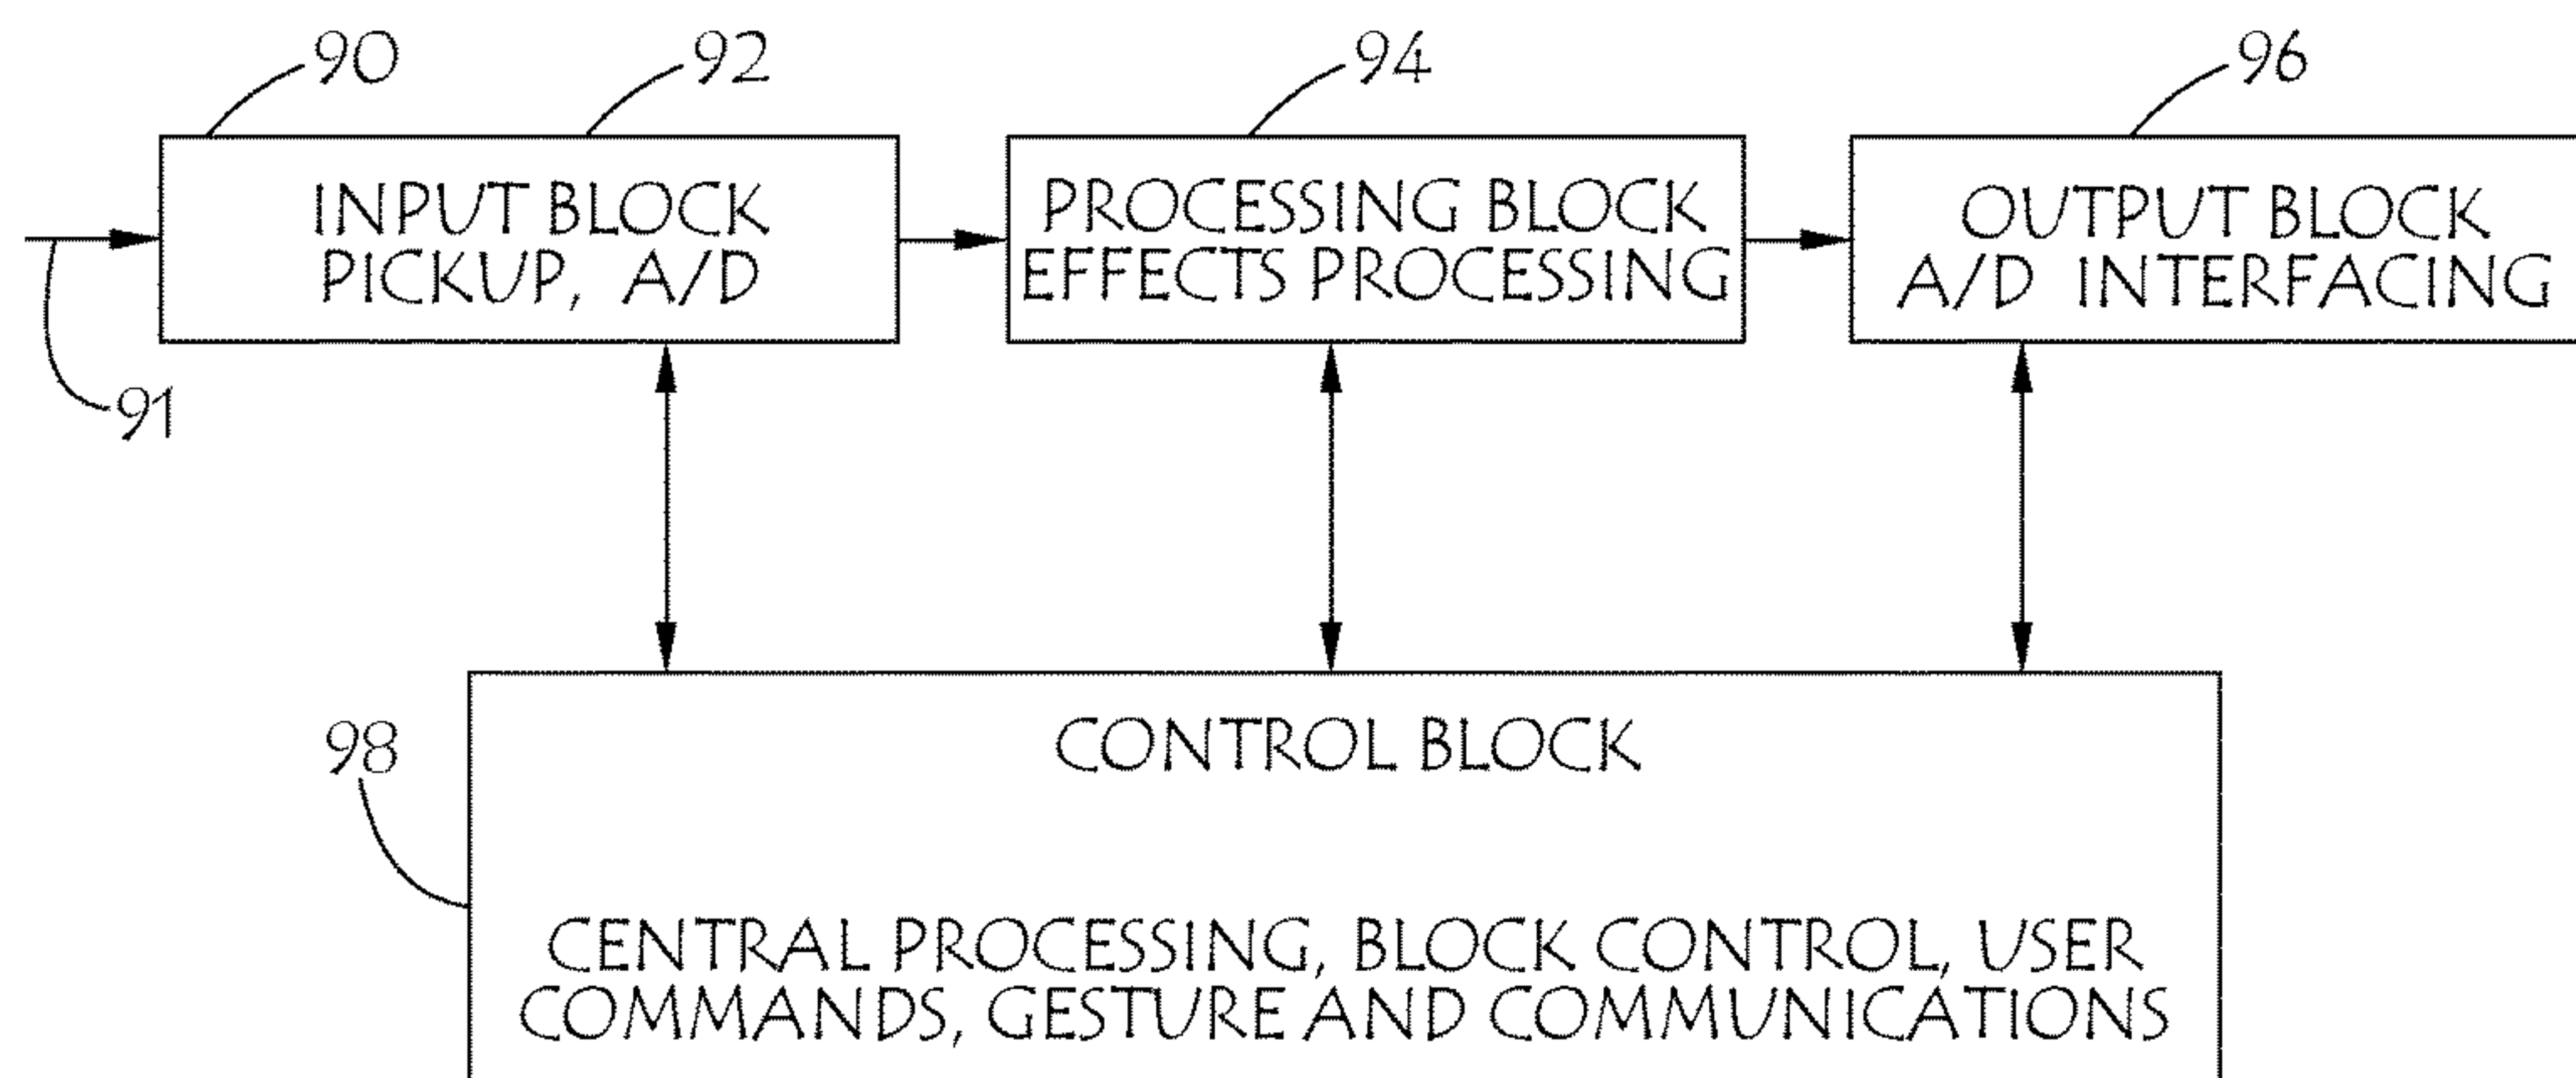 90
92
94
96
INPUT BLOCK
PICKUP, A/D
PROCESSING BLOCK
EFFECTS PROCESSING
OUTPUT BLOCK
A/D INTERFACING
91
98
CONTROL BLOCK
CENTRAL PROCESSING, BLOCK CONTROL, USER
COMMANDS, GESTURE AND COMMUNICATIONS